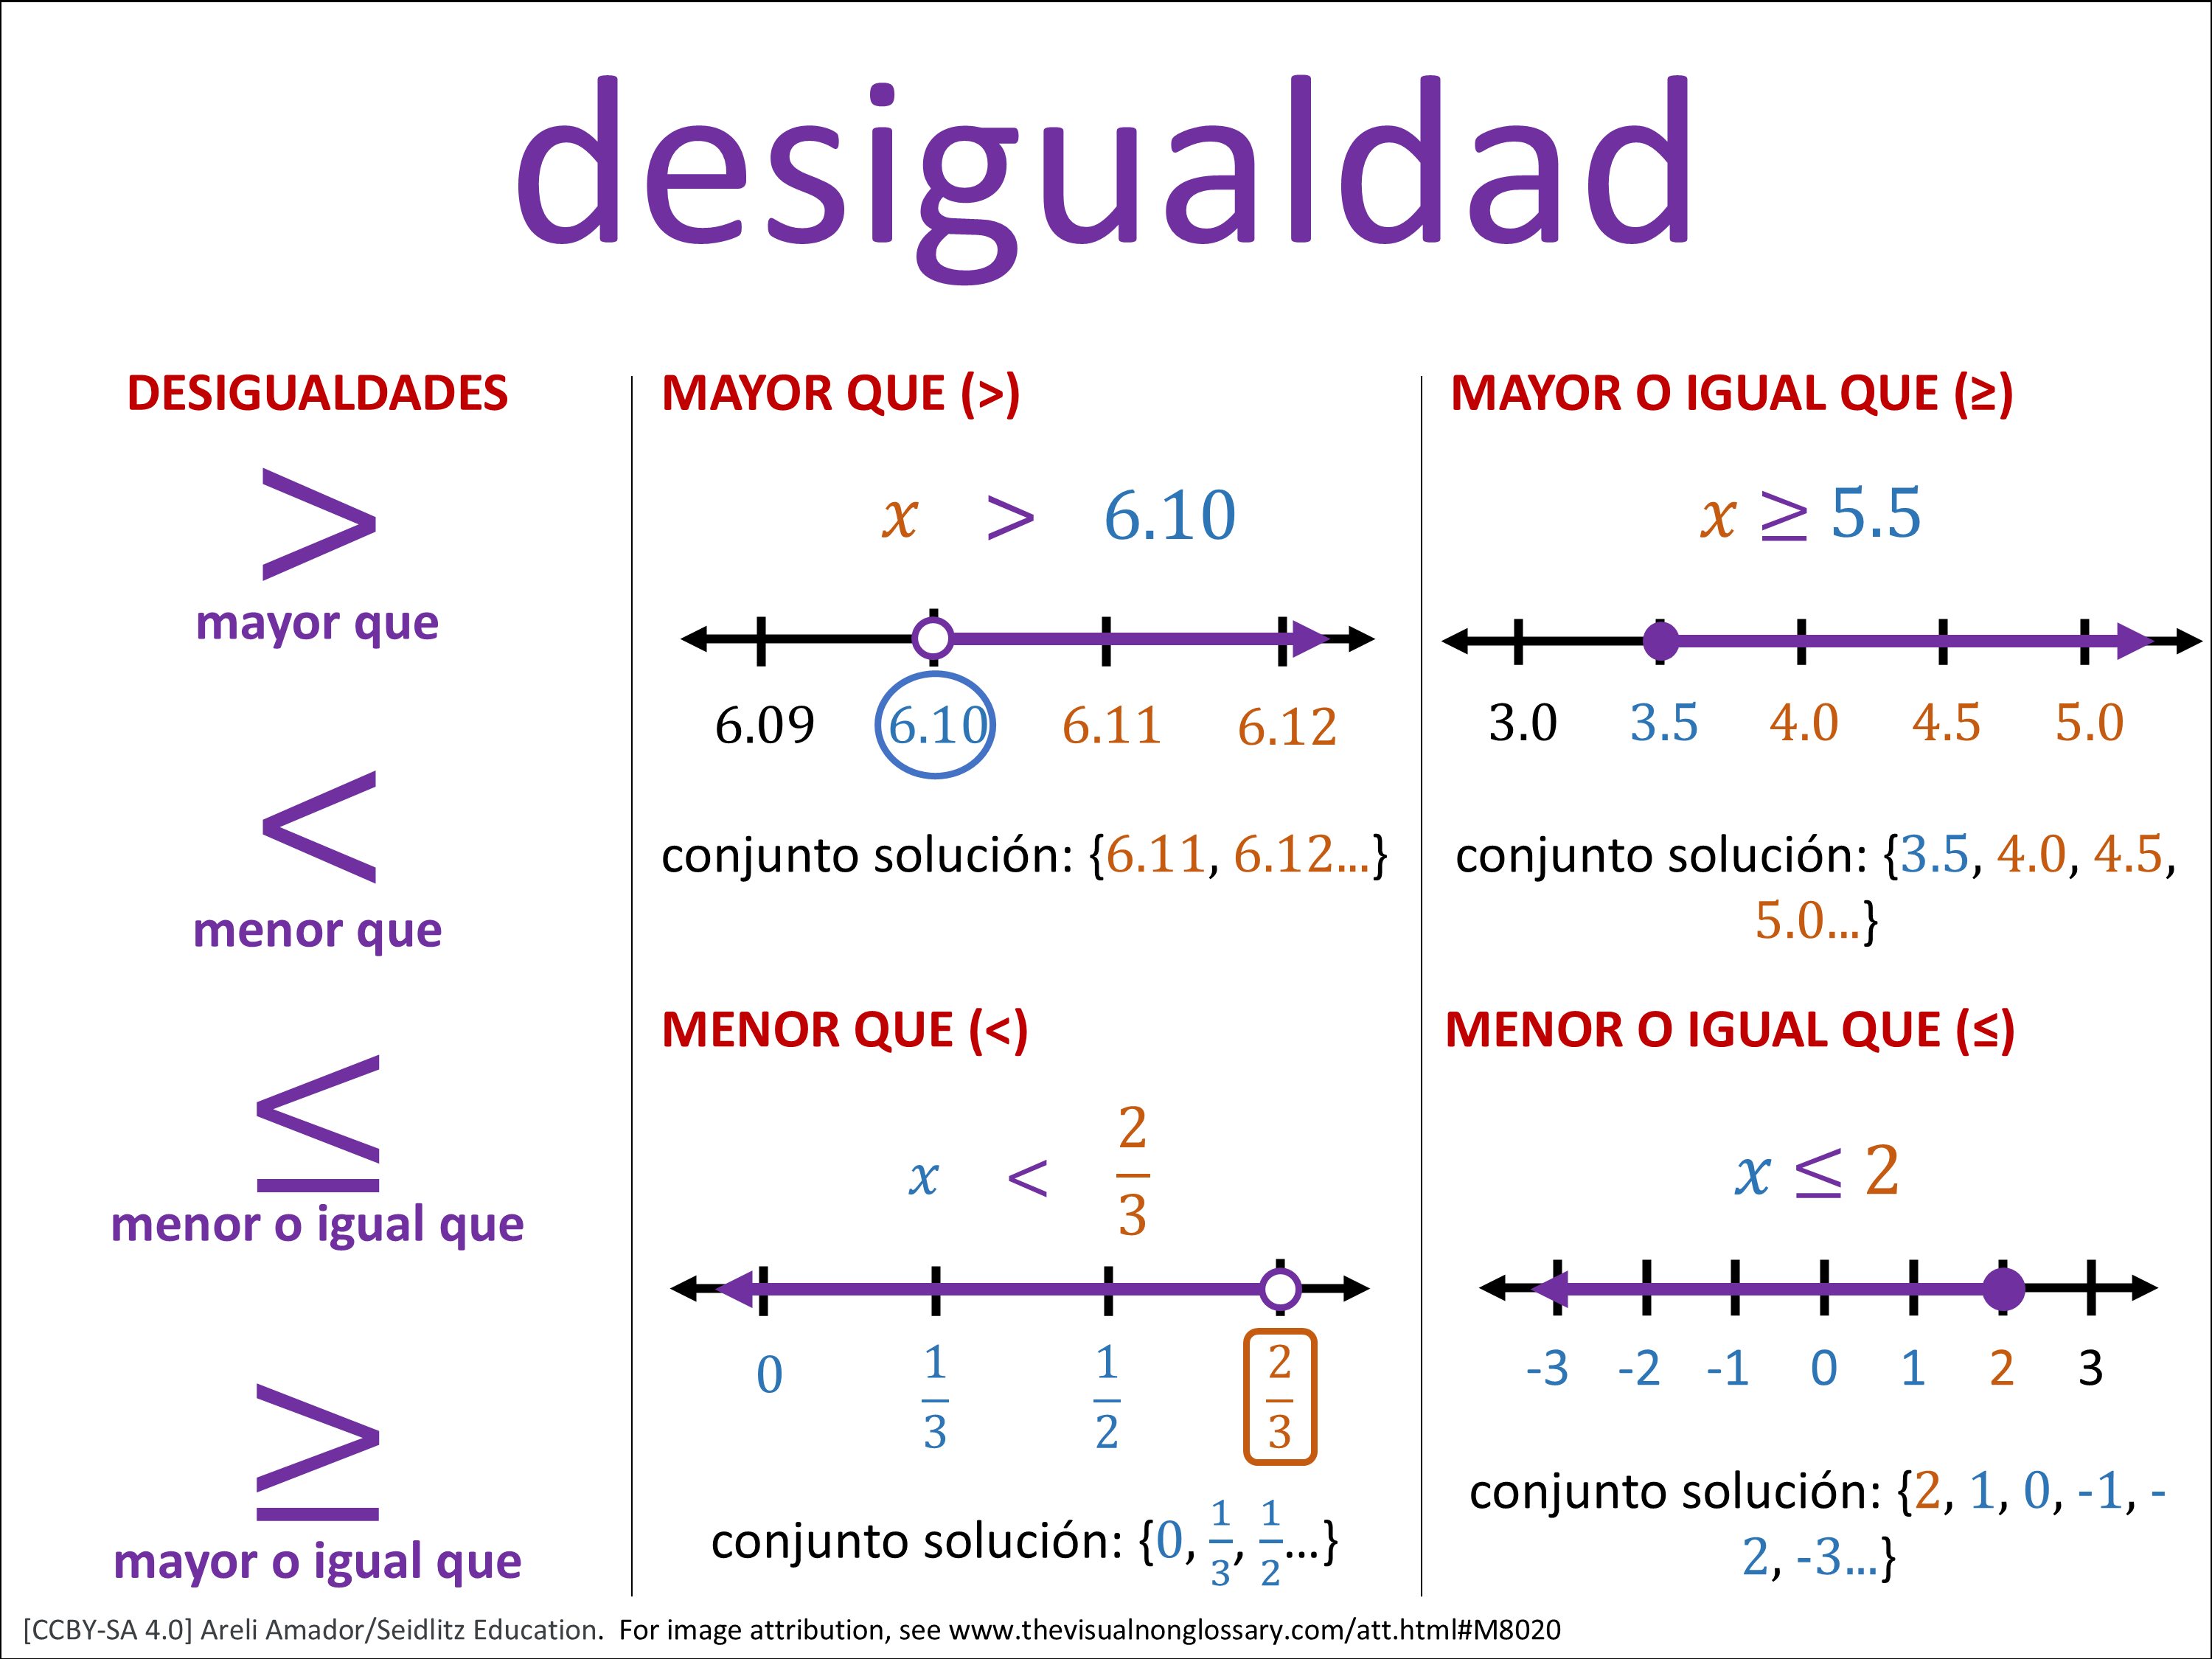 desigualdad
DESIGUALDADES
>
mayor que
<
menor que
≤
menor o igual que
≥
mayor o igual que
MAYOR QUE (>)
x > 6.10
6.09 6.10 6.11 6.12
conjunto solución: {6.11, 6.12...}
MENOR QUE (<)
x < 2/3
0 1/3 1/2 2/3
conjunto solución: {0, 1/3, 1/2...}
MAYOR O IGUAL QUE (≥)
x ≥ 5.5
3.0 3.5 4.0 4.5 5.0
conjunto solución: {3.5, 4.0, 4.5,
5.0...}
MENOR O IGUAL QUE (≤)
x ≤ 2
-3 -2 -1 0 1 2 3
conjunto solución: {2, 1, 0, -1, -
2, -3...}
[CCBY-SA 4.0] Areli Amador/Seidlitz Education. For image attribution, see www.thevisualnonglossary.com/att.html#M8020